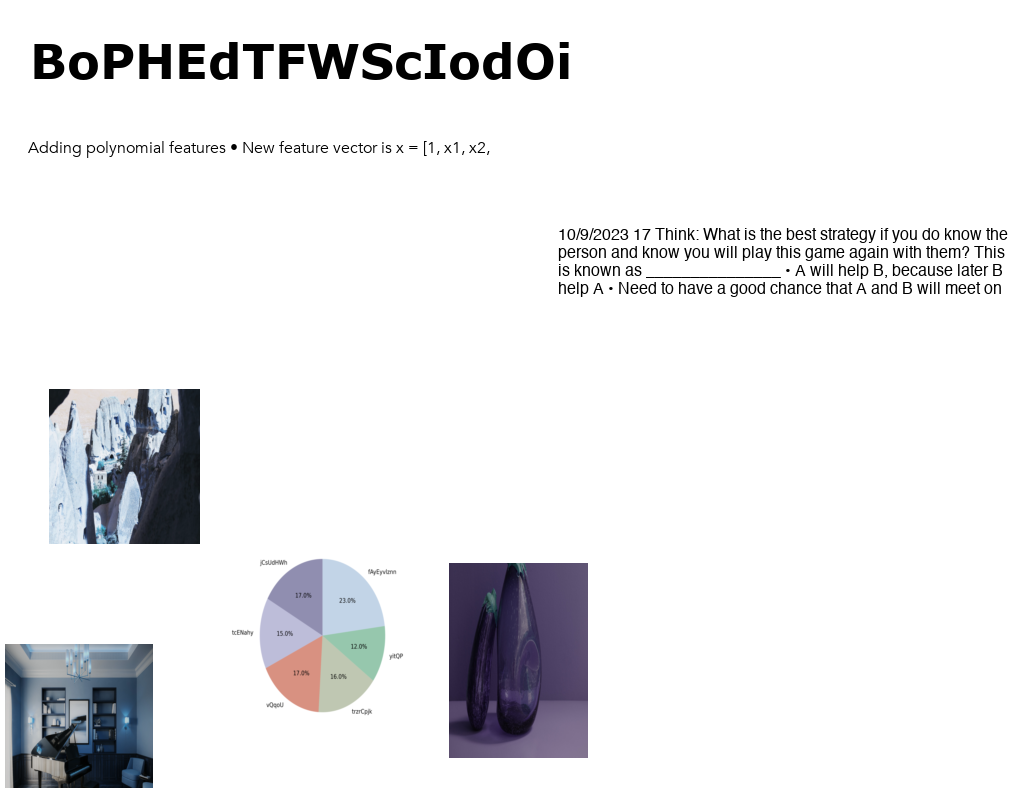 BoPHEdTFWScIodOi
Adding polynomial features • New feature vector is x = [1, x1, x2,
10/9/2023 17 Think: What is the best strategy if you do know the
person and know you will play this game again with them? This
is known as _______________ • A will help B, because later B
help A • Need to have a good chance that A and B will meet on
jCsUdHWh
fAyEyvlznn
17.0%
23.0%
tcENahy
15.0%
12.0%
yitQP
17.0%
16.0%
vQqoU
trzrCpjk